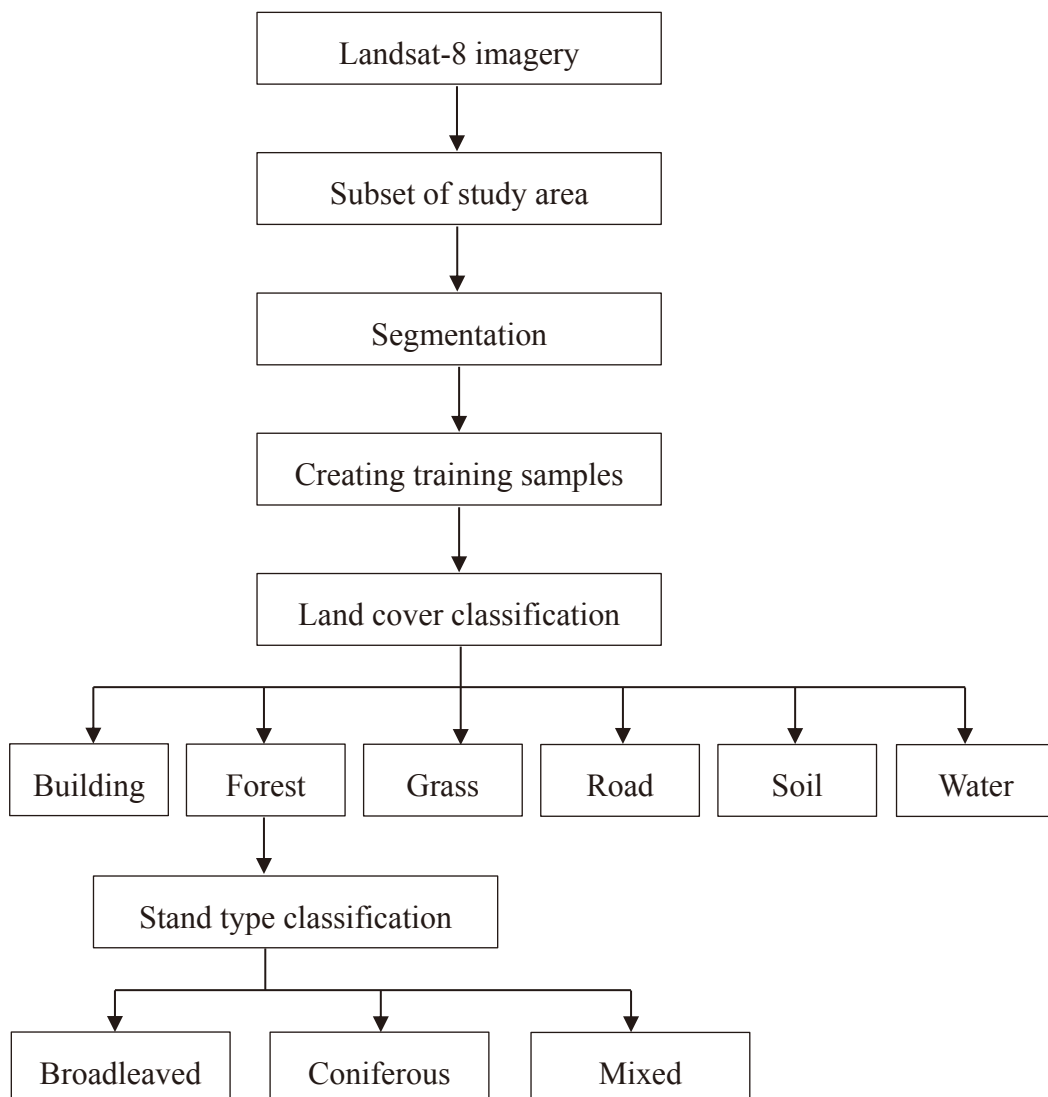 Landsat-8 imagery
Subset of study area
Segmentation
Creating training samples
Land cover classification
Building
Forest
Grass
Road
Soil
Water
Stand type classification
Broadleaved
Coniferous
Mixed